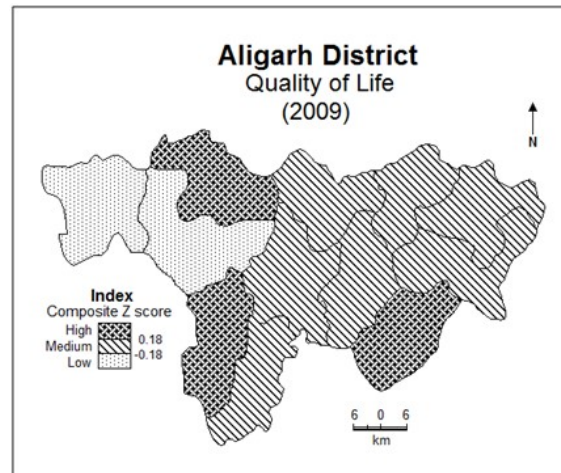 Aligarh District
Quality of Life
(2009)
N
Index
Composite Z score
High
0.18
Medium
-0.18
Low
6 0 6
km